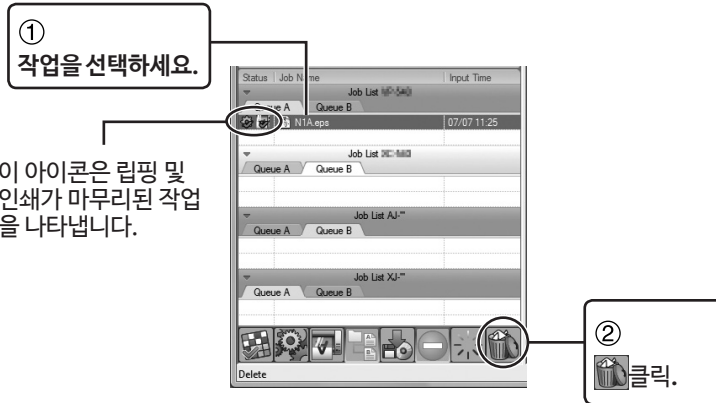 ①
작업을 선택하세요.
Status Job Name Input Time
Job List
Queue A Queue B
N1A.eps 07/07 11:25
이 아이콘은 립핑 및
인쇄가 마무리된 작업
을 나타냅니다.
Job List
Queue A Queue B
Job List AJ-***
Queue A Queue B
Job List XJ-***
Queue A Queue B
Delete
②
클릭.